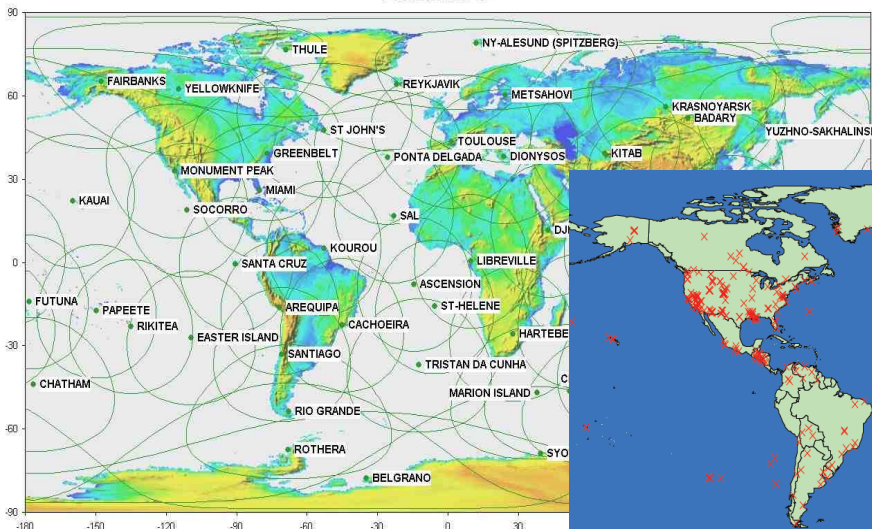 90
THULE
NY-ALESUND (SPITZBERG)
FAIRBANKS
YELLOWKNIFE
REYKJAVIK
METSAHOVI
60
KRASNOYARSK
BADARY
ST JOHN'S
TOULOUSE
YUZHNO-SAKHALINSK
GREENBELT
PONTA DELGADA
DIONYSOS
KITAB
MONUMENT PEAK
30
MIAMI
KAUAI
SOCORRO
SAL
DJI
KOUROU
0
SANTA CRUZ
LIBREVILLE
ASCENSION
FUTUNA
PAPEETE
AREQUIPA
ST-HELENE
RIKITEA
CACHOEIRA
EASTER ISLAND
HARTEBE
-30
SANTIAGO
TRISTAN DA CUNHA
CHATHAM
MARION ISLAND
C
RIO GRANDE
-60
ROTHERA
SYO
BELGRANO
-90
-180 -150 -120 -90 -60 -30 0 30